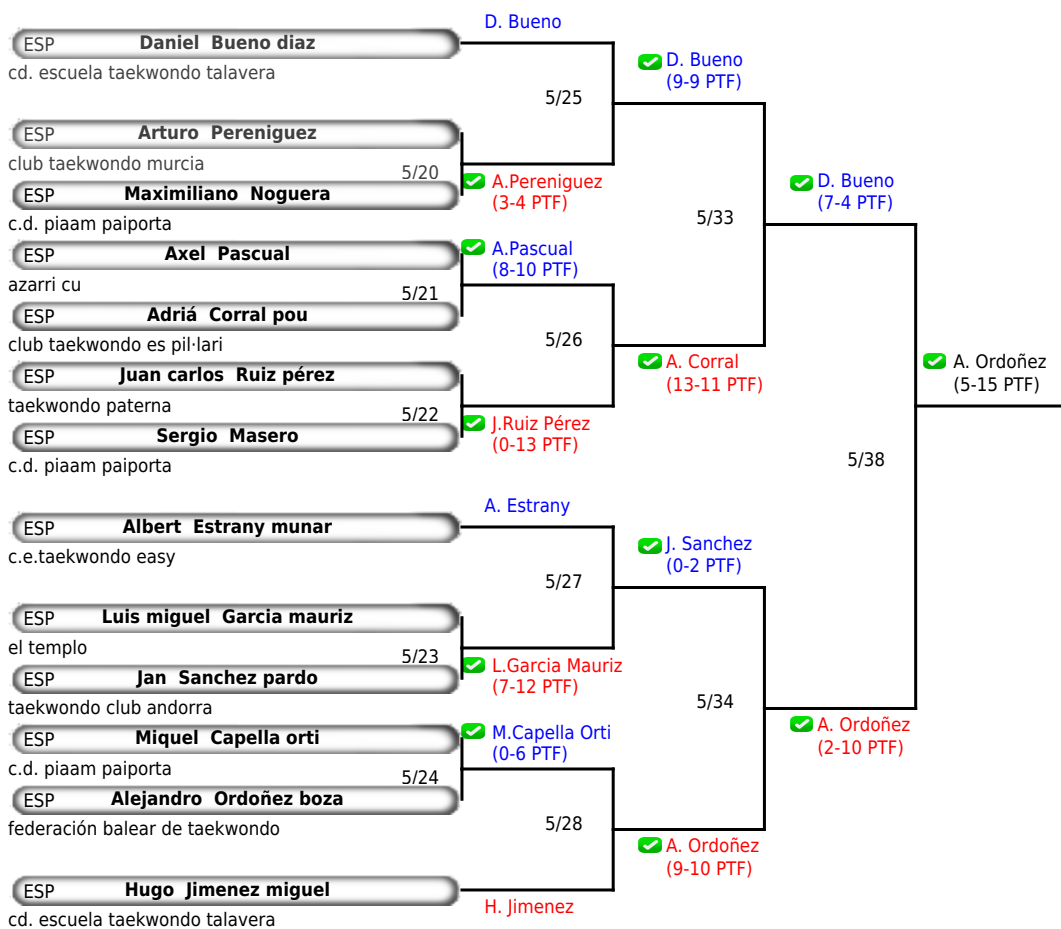 D. Bueno
ESP Daniel Bueno diaz
cd. escuela taekwondo talavera
D. Bueno
(9-9 PTF)
5/25
ESP Arturo Pereniguez
club taekwondo murcia
5/20
A.Pereniguez
(3-4 PTF)
ESP Maximiliano Noguera
c.d. piaam paiporta
D. Bueno
(7-4 PTF)
5/33
ESP Axel Pascual
azarri cu
A.Pascual
(8-10 PTF)
5/21
ESP Adriá Corral pou
club taekwondo es pil·lari
5/26
A. Corral
(13-11 PTF)
ESP Juan carlos Ruiz pérez
taekwondo paterna
5/22
J.Ruiz Pérez
(0-13 PTF)
ESP Sergio Masero
c.d. piaam paiporta
A. Ordoñez
(5-15 PTF)
5/38
A. Estrany
ESP Albert Estrany munar
c.e.taekwondo easy
J. Sanchez
(0-2 PTF)
5/27
ESP Luis miguel Garcia mauriz
el templo
5/23
L.Garcia Mauriz
(7-12 PTF)
ESP Jan Sanchez pardo
taekwondo club andorra
5/34
A. Ordoñez
(2-10 PTF)
ESP Miquel Capella orti
c.d. piaam paiporta
M.Capella Orti
(0-6 PTF)
5/24
ESP Alejandro Ordoñez boza
federación balear de taekwondo
5/28
A. Ordoñez
(9-10 PTF)
ESP Hugo Jimenez miguel
cd. escuela taekwondo talavera
H. Jimenez